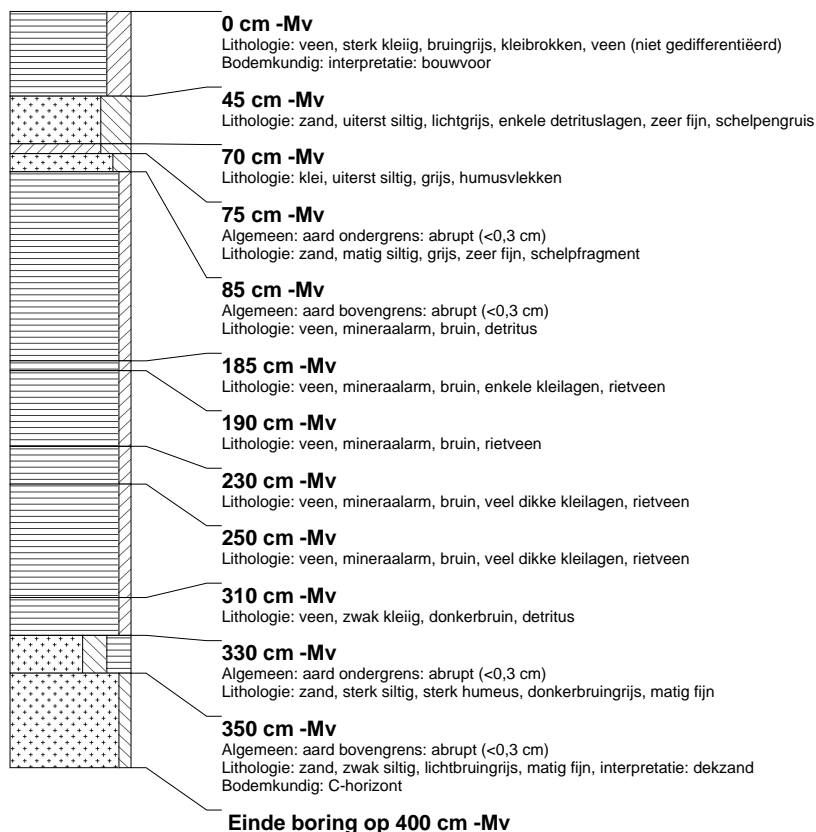 0 cm -Mv
Lithologie: veen, sterk kleiig, bruingrijs, kleibrokken, veen (niet gedifferentiëerd)
Bodemkundig: interpretatie: bouwvoor
45 cm -Mv
Lithologie: zand, uiterst siltig, lichtgrijs, enkele detrituslagen, zeer fijn, schelpengruis
70 cm -Mv
Lithologie: klei, uiterst siltig, grijs, humusvlekken
75 cm -Mv
Algemeen: aard ondergrens: abrupt (<0,3 cm)
Lithologie: zand, matig siltig, grijs, zeer fijn, schelpfragment
85 cm -Mv
Algemeen: aard bovengrens: abrupt (<0,3 cm)
Lithologie: veen, mineraalarm, bruin, detritus
185 cm -Mv
Lithologie: veen, mineraalarm, bruin, enkele kleilagen, rietveen
190 cm -Mv
Lithologie: veen, mineraalarm, bruin, rietveen
230 cm -Mv
Lithologie: veen, mineraalarm, bruin, veel dikke kleilagen, rietveen
250 cm -Mv
Lithologie: veen, mineraalarm, bruin, veel dikke kleilagen, rietveen
310 cm -Mv
Lithologie: veen, zwak kleiig, donkerbruin, detritus
330 cm -Mv
Algemeen: aard ondergrens: abrupt (<0,3 cm)
Lithologie: zand, sterk siltig, sterk humeus, donkerbruingrijs, matig fijn
350 cm -Mv
Algemeen: aard bovengrens: abrupt (<0,3 cm)
Lithologie: zand, zwak siltig, lichtbruingrijs, matig fijn, interpretatie: dekzand
Bodemkundig: C-horizont
Einde boring op 400 cm -Mv